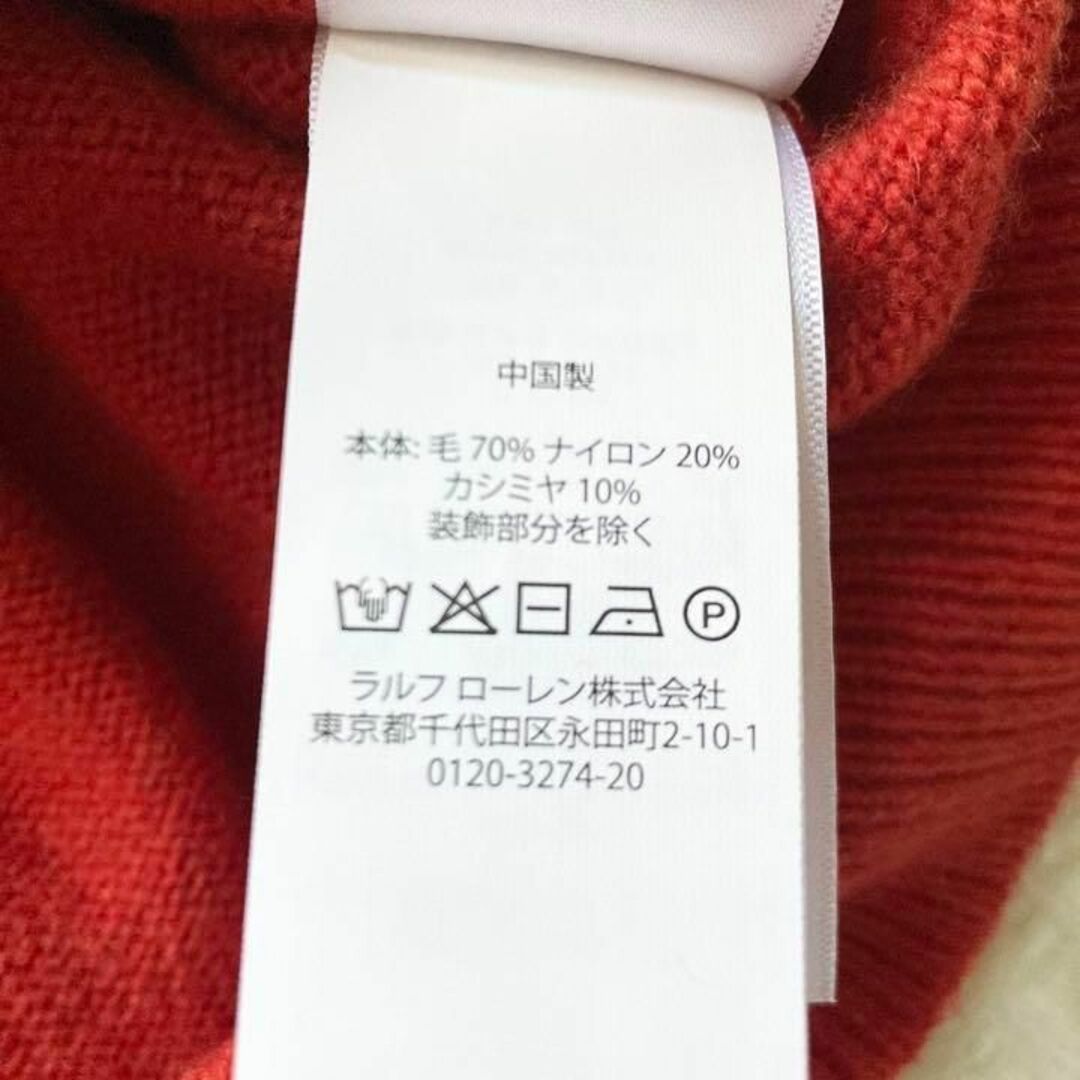 中国製
本体: 毛 70% ナイロン 20%
カシミヤ 10%
装飾部分を除く
P
ラルフ ローレン株式会社
東京都千代田区永田町2-10-1
0120-3274-20